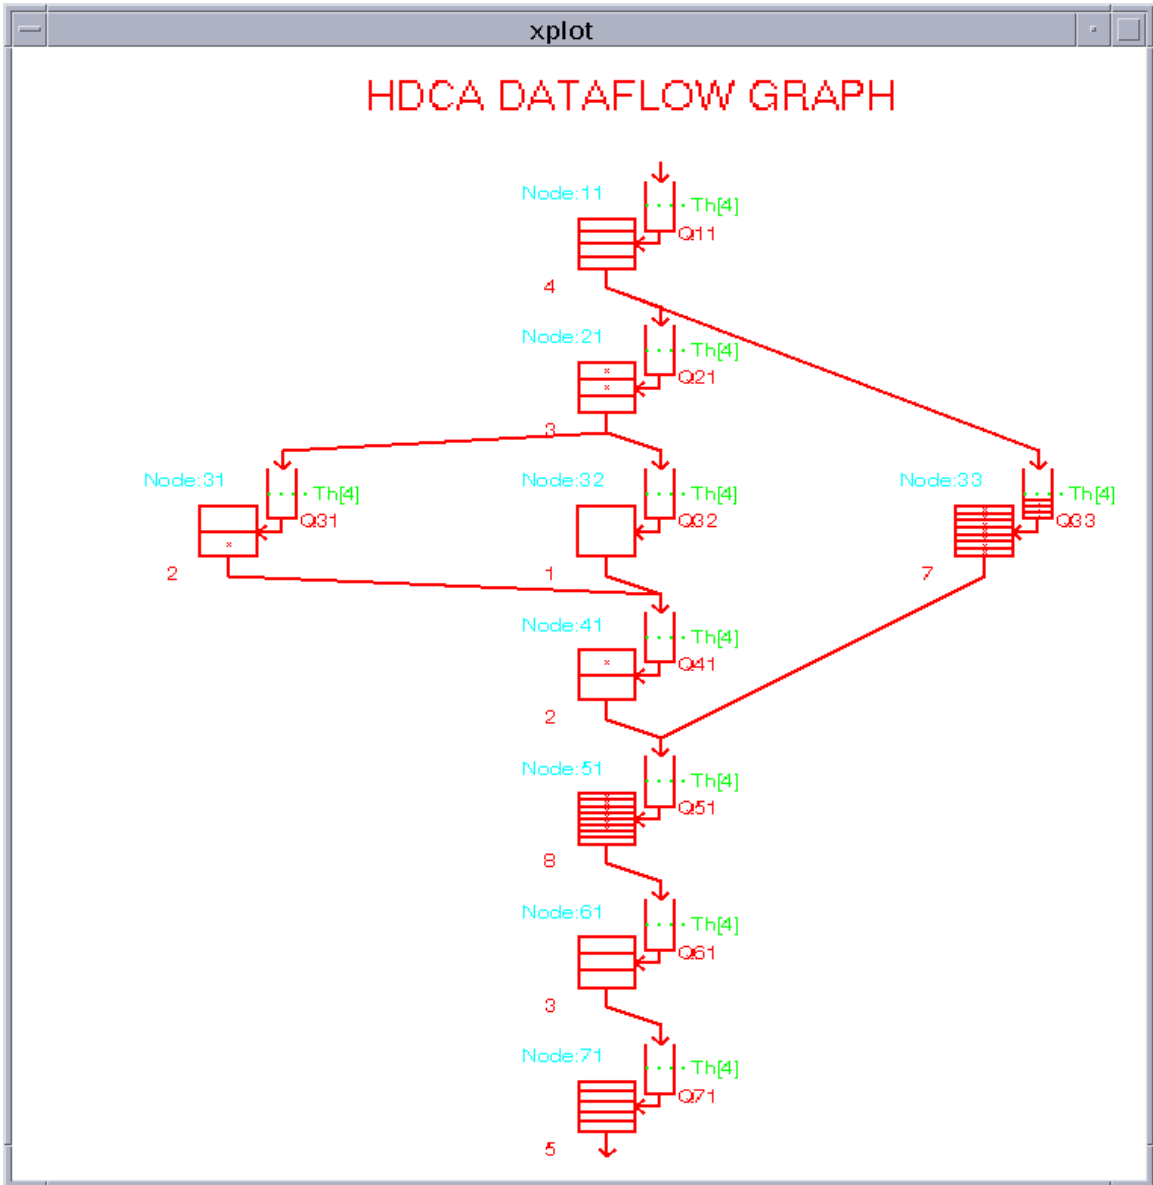 xplot
HDCA DATAFLOW GRAPH
Node:11
Th[4]
Q11
4
Node:21
Th[4]
Q21
3
Node:31
Th[4]
Q31
2
Node:32
Th[4]
Q32
1
Node:33
Th[4]
Q33
7
Node:41
Th[4]
Q41
2
Node:51
Th[4]
Q51
8
Node:61
Th[4]
Q61
3
Node:71
Th[4]
Q71
5